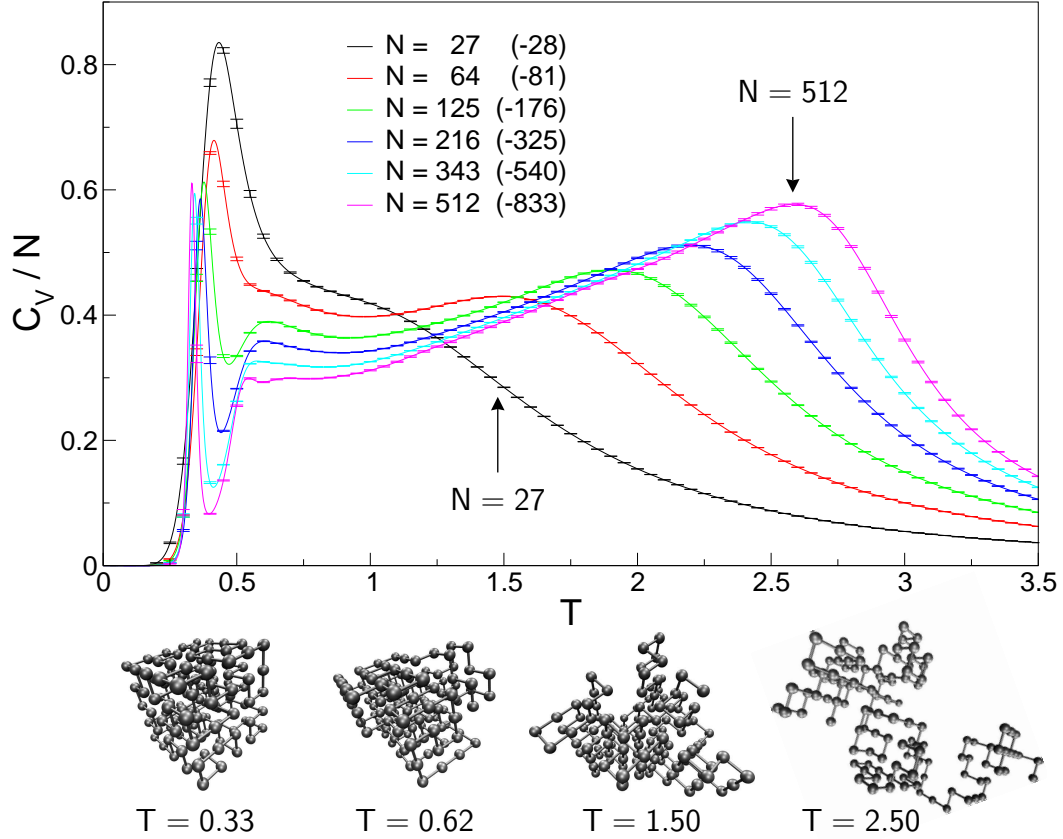 0.8
0.6
0.4
0.2
0
C_V / N
N = 27 (-28)
N = 64 (-81)
N = 125 (-176)
N = 216 (-325)
N = 343 (-540)
N = 512 (-833)
N = 512
N = 27
0 0.5 1 1.5 2 2.5 3 3.5
T
T = 0.33 T = 0.62 T = 1.50 T = 2.50